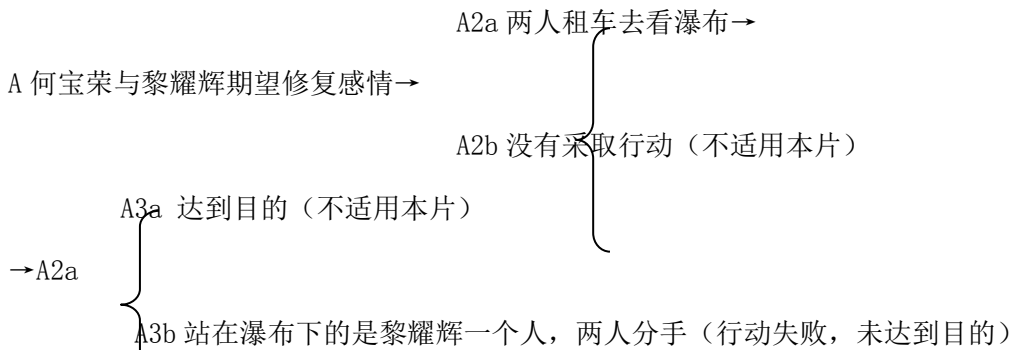 A2a 两人租车去看瀑布→
A 何宝荣与黎耀辉期望修复感情→
A2b 没有采取行动（不适用本片）
A3a 达到目的（不适用本片）
→A2a
A3b 站在瀑布下的是黎耀辉一个人，两人分手（行动失败，未达到目的）